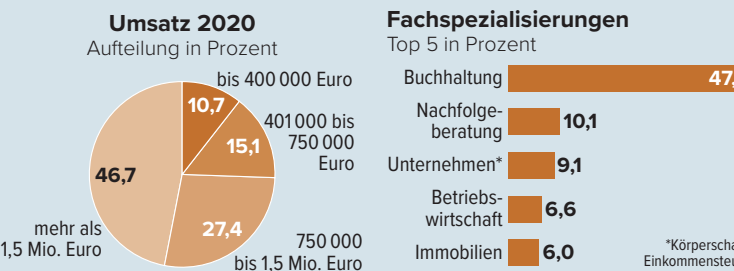 Umsatz 2020
Aufteilung in Prozent
bis 400 000 Euro
10,7
401 000 bis
750 000
Euro
15,1
46,7
27,4
mehr als
1,5 Mio. Euro
750 000
bis 1,5 Mio. Euro
Fachspezialisierungen
Top 5 in Prozent
Buchhaltung
47,
Nachfolge-
beratung
10,1
Unternehmen*
9,1
Betriebs-
wirtschaft
6,6
Immobilien
6,0